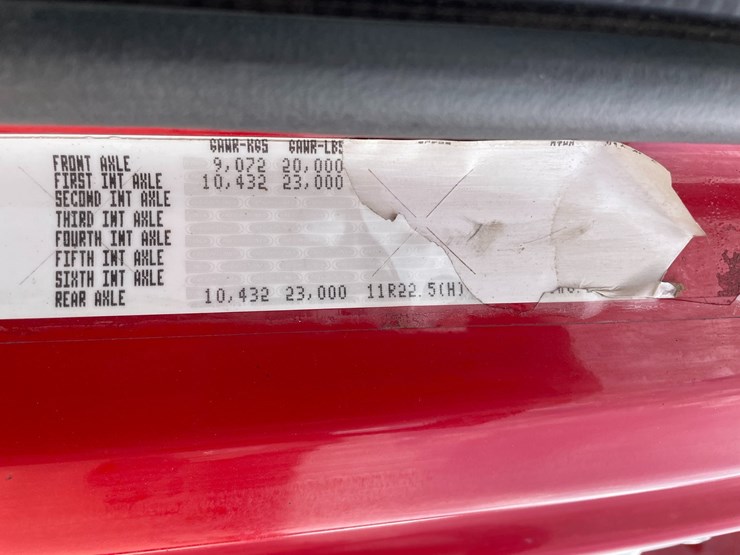 GAWR-KGS GAWR-LBS
FRONT AXLE 9,072 20,000
FIRST INT AXLE 10,432 23,000
SECOND INT AXLE
THIRD INT AXLE
FOURTH INT AXLE
FIFTH INT AXLE
SIXTH INT AXLE
REAR AXLE 10,432 23,000 11R22.5(H)